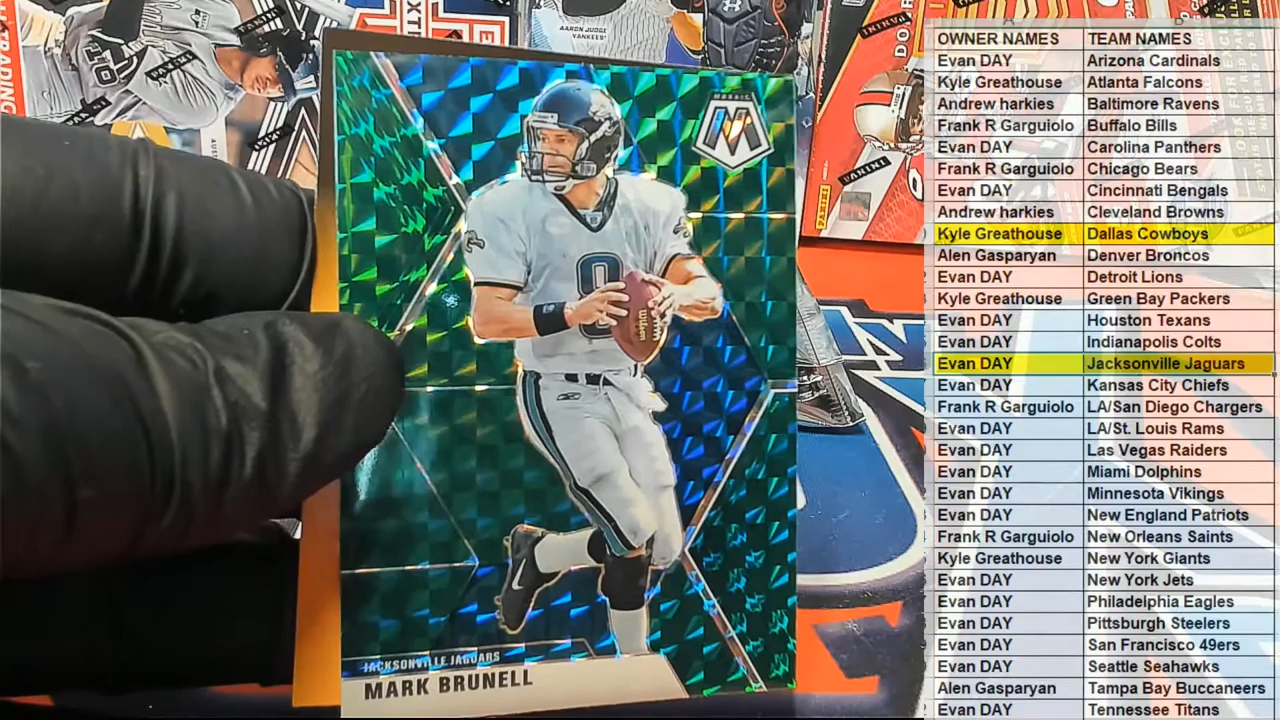 GRADING
PANINI
PANINI
PANINI
AARON JUDGE
YANKEES
MOSAIC
M
8
Wilson
JACKSONVILLE JAGUARS
MARK BRUNELL
PANINI
PANINI
PANINI
OWNER NAMES TEAM NAMES
Evan DAY Arizona Cardinals
Kyle Greathouse Atlanta Falcons
Andrew harkies Baltimore Ravens
Frank R Garguiolo Buffalo Bills
Evan DAY Carolina Panthers
Frank R Garguiolo Chicago Bears
Evan DAY Cincinnati Bengals
Andrew harkies Cleveland Browns
Kyle Greathouse Dallas Cowboys
Alen Gasparyan Denver Broncos
Evan DAY Detroit Lions
Kyle Greathouse Green Bay Packers
Evan DAY Houston Texans
Evan DAY Indianapolis Colts
Evan DAY Jacksonville Jaguars
Evan DAY Kansas City Chiefs
Frank R Garguiolo LA/San Diego Chargers
Evan DAY LA/St. Louis Rams
Evan DAY Las Vegas Raiders
Evan DAY Miami Dolphins
Evan DAY Minnesota Vikings
Evan DAY New England Patriots
Frank R Garguiolo New Orleans Saints
Kyle Greathouse New York Giants
Evan DAY New York Jets
Evan DAY Philadelphia Eagles
Evan DAY Pittsburgh Steelers
Evan DAY San Francisco 49ers
Evan DAY Seattle Seahawks
Alen Gasparyan Tampa Bay Buccaneers
Evan DAY Tennessee Titans